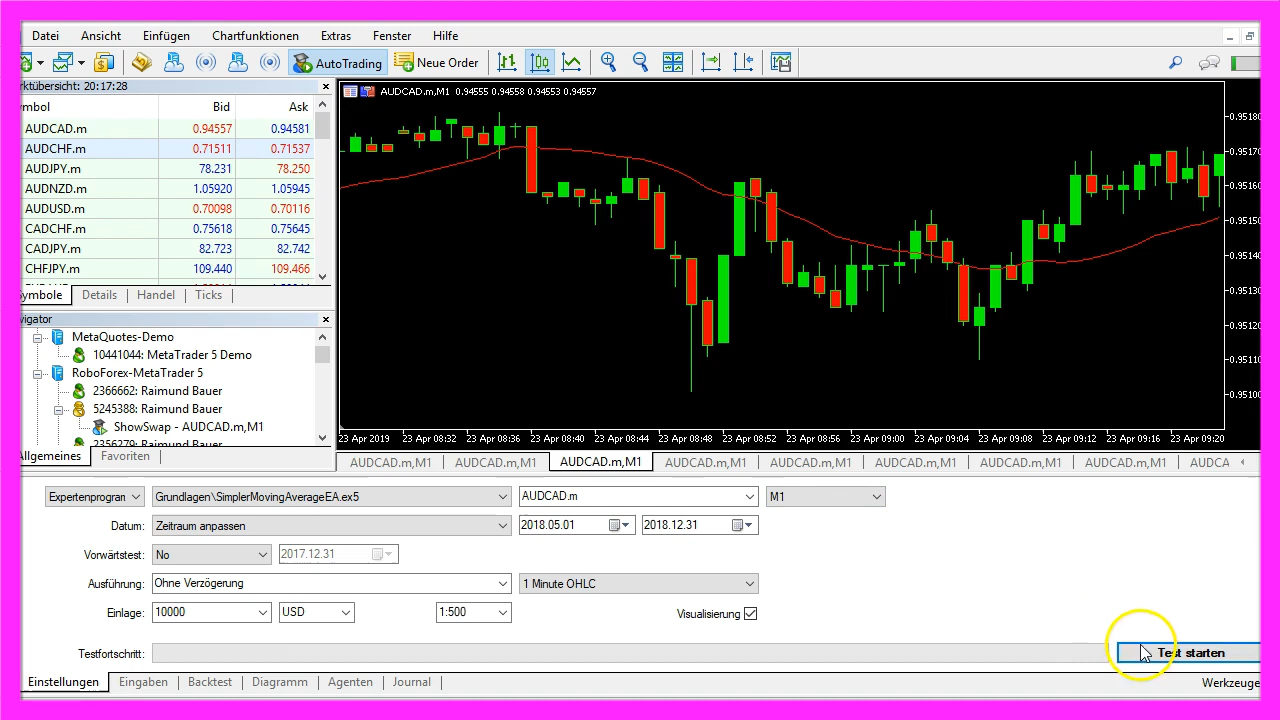 Datei Ansicht Einfügen Chartfunktionen Extras Fenster Hilfe
AutoTrading Neue Order
rktübersicht: 20:17:28
ymbol Bid Ask
AUDCAD.m 0.94557 0.94581
AUDCHF.m 0.71511 0.71537
AUDJPY.m 78.231 78.250
AUDNZD.m 1.05920 1.05945
AUDUSD.m 0.70098 0.70116
CADCHF.m 0.75618 0.75645
CADJPY.m 82.723 82.742
CHFJPY.m 109.440 109.466
ymbole Details Handel Ticks
vigator
MetaQuotes-Demo
10441044: MetaTrader 5 Demo
RoboForex-MetaTrader 5
2366662: Raimund Bauer
5245388: Raimund Bauer
ShowSwap - AUDCAD.m,M1
2356279: Raimund Bauer
Allgemeines Favoriten
AUDCAD.m,M1 0.94555 0.94558 0.94553 0.94557
0.95180
0.95170
0.95160
0.95150
0.95140
0.95130
0.95120
0.95110
0.95100
23 Apr 2019 23 Apr 08:32 23 Apr 08:36 23 Apr 08:40 23 Apr 08:44 23 Apr 08:48 23 Apr 08:52 23 Apr 08:56 23 Apr 09:00 23 Apr 09:04 23 Apr 09:08 23 Apr 09:12 23 Apr 09:16 23 Apr 09:20
AUDCAD.m,M1 AUDCAD.m,M1 AUDCAD.m,M1 AUDCAD.m,M1 AUDCAD.m,M1 AUDCAD.m,M1 AUDCAD.m,M1 AUDCAD.m,M1 AUDCA
Expertenprogram Grundlagen\SimplerMovingAverageEA.ex5 AUDCAD.m M1
Datum: Zeitraum anpassen 2018.05.01 2018.12.31
Vorwärtstest: No 2017.12.31
Ausführung: Ohne Verzögerung 1 Minute OHLC
Einlage: 10000 USD 1:500 Visualisierung
Testfortschritt: Test starten
Einstellungen Eingaben Backtest Diagramm Agenten Journal Werkzeuge